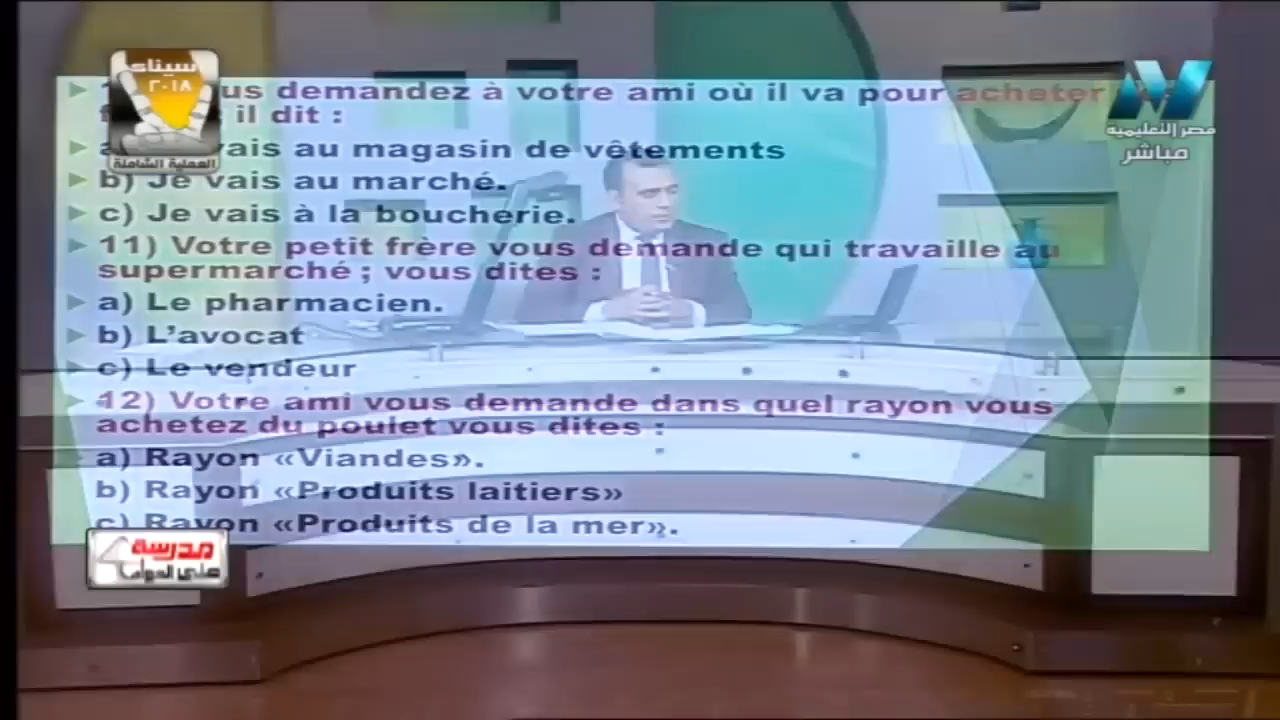 سيناء
٢٠١٨
العملية الشاملة
مصر التعليمية
مباشر
demandez à votre ami où il va pour acheter
il dit :
vais au magasin de vêtements
b) Je vais au marché.
c) Je vais à la boucherie.
11) Votre petit frère vous demande qui travaille au
supermarché ; vous dites :
a) Le pharmacien.
b) L’avocat
c) Le vendeur
12) Votre ami vous demande dans quel rayon vous
achetez du poulet vous dites :
a) Rayon «Viandes».
b) Rayon «Produits laitiers»
c) Rayon «Produits de la mer».
مدرسة
على الهواء